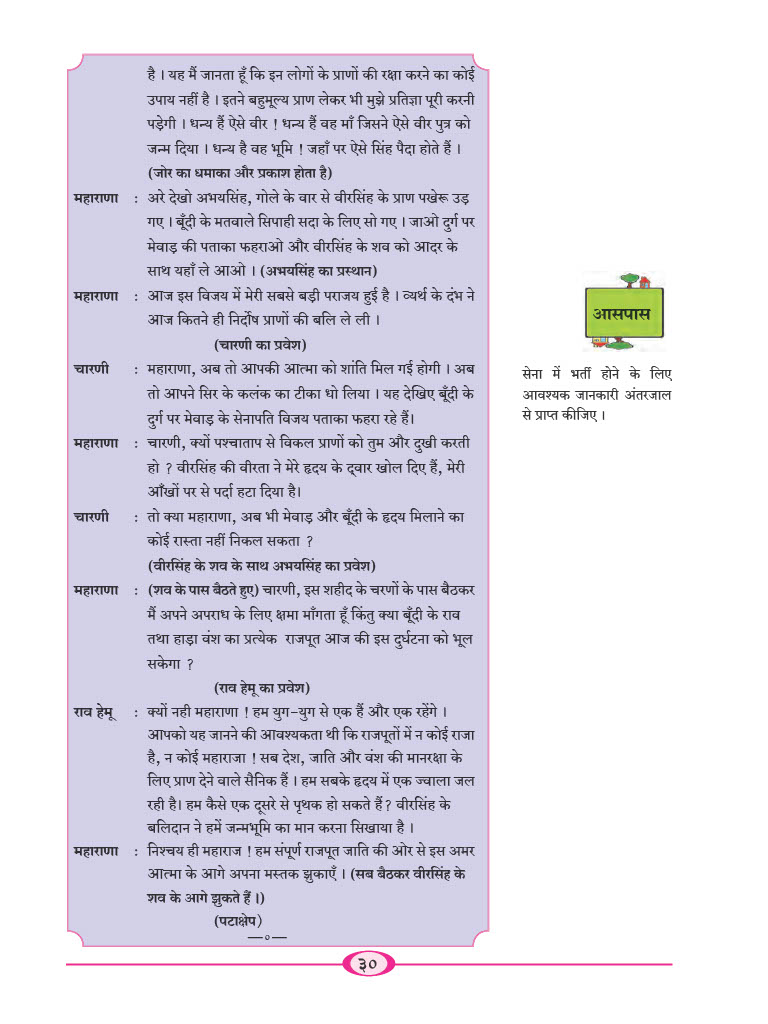 है । यह मैं जानता हूँ कि इन लोगों के प्राणों की रक्षा करने का कोई
उपाय नहीं है । इतने बहुमूल्य प्राण लेकर भी मुझे प्रतिज्ञा पूरी करनी
पड़ेगी । धन्य हैं ऐसे वीर ! धन्य हैं वह माँ जिसने ऐसे वीर पुत्र को
जन्म दिया । धन्य है वह भूमि ! जहाँ पर ऐसे सिंह पैदा होते हैं ।
(जोर का धमाका और प्रकाश होता है)
महाराणा : अरे देखो अभयसिंह, गोले के वार से वीरसिंह के प्राण पखेरू उड़
गए । बूँदी के मतवाले सिपाही सदा के लिए सो गए । जाओ दुर्ग पर
मेवाड़ की पताका फहराओ और वीरसिंह के शव को आदर के
साथ यहाँ ले आओ । (अभयसिंह का प्रस्थान)
महाराणा : आज इस विजय में मेरी सबसे बड़ी पराजय हुई है । व्यर्थ के दंभ ने
आज कितने ही निर्दोष प्राणों की बलि ले ली ।
(चारणी का प्रवेश)
चारणी : महाराणा, अब तो आपकी आत्मा को शांति मिल गई होगी । अब
तो आपने सिर के कलंक का टीका धो लिया । यह देखिए बूँदी के
दुर्ग पर मेवाड़ के सेनापति विजय पताका फहरा रहे हैं।
महाराणा : चारणी, क्यों पश्चाताप से विकल प्राणों को तुम और दुखी करती
हो ? वीरसिंह की वीरता ने मेरे हृदय के द्वार खोल दिए हैं, मेरी
आँखों पर से पर्दा हटा दिया है।
चारणी : तो क्या महाराणा, अब भी मेवाड़ और बूँदी के हृदय मिलाने का
कोई रास्ता नहीं निकल सकता ?
(वीरसिंह के शव के साथ अभयसिंह का प्रवेश)
महाराणा : (शव के पास बैठते हुए) चारणी, इस शहीद के चरणों के पास बैठकर
मैं अपने अपराध के लिए क्षमा माँगता हूँ किंतु क्या बूँदी के राव
तथा हाड़ा वंश का प्रत्येक राजपूत आज की इस दुर्घटना को भूल
सकेगा ?
(राव हेमू का प्रवेश)
राव हेमू : क्यों नही महाराणा ! हम युग-युग से एक हैं और एक रहेंगे ।
आपको यह जानने की आवश्यकता थी कि राजपूतों में न कोई राजा
है, न कोई महाराजा ! सब देश, जाति और वंश की मानरक्षा के
लिए प्राण देने वाले सैनिक हैं । हम सबके हृदय में एक ज्वाला जल
रही है। हम कैसे एक दूसरे से पृथक हो सकते हैं ? वीरसिंह के
बलिदान ने हमें जन्मभूमि का मान करना सिखाया है ।
महाराणा : निश्चय ही महाराज ! हम संपूर्ण राजपूत जाति की ओर से इस अमर
आत्मा के आगे अपना मस्तक झुकाएँ । (सब बैठकर वीरसिंह के
शव के आगे झुकते हैं।)
(पटाक्षेप)
—०—
आसपास
सेना में भर्ती होने के लिए
आवश्यक जानकारी अंतरजाल
से प्राप्त कीजिए ।
३०